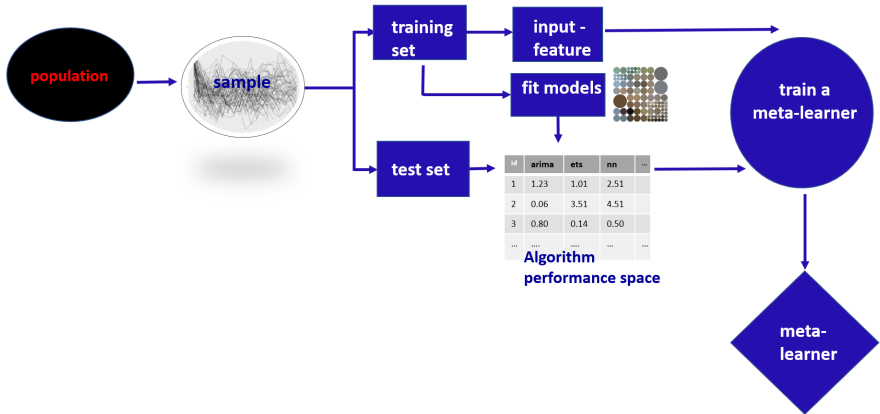 population
sample
training
set
input -
feature
fit models
train a
meta-learner
test set
id arima ets nn ...
1 1.23 1.01 2.51
2 0.06 3.51 4.51
3 0.80 0.14 0.50
... .... .... ... ...
Algorithm
performance space
meta-
learner